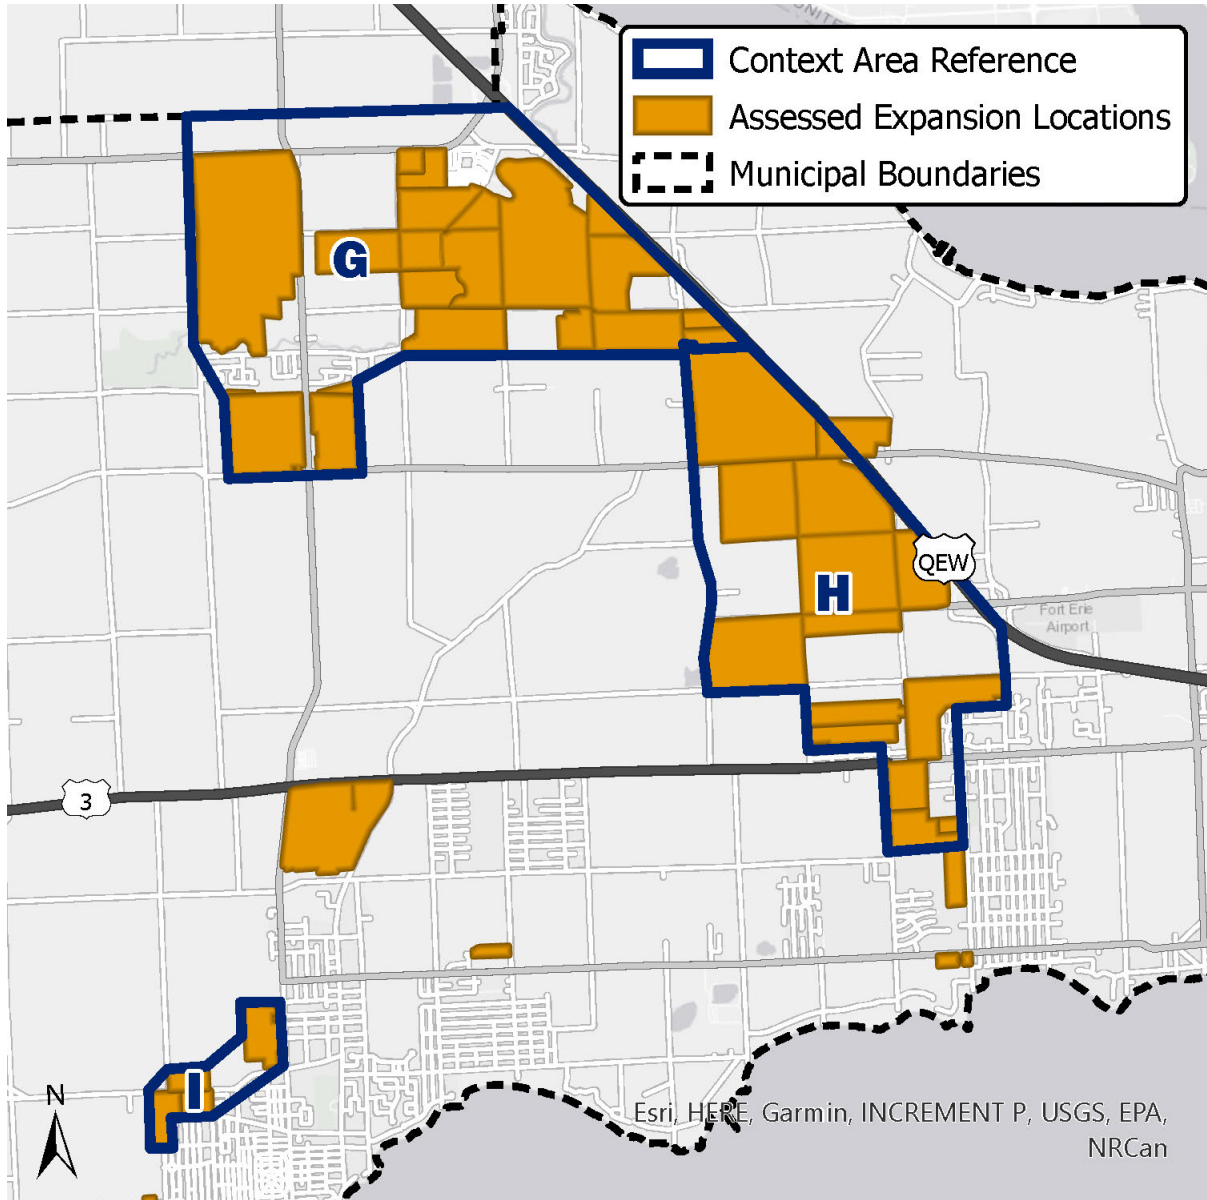 UNITE
Context Area Reference
Assessed Expansion Locations
Municipal Boundaries
G
H
QEW
Fort Erie
Airport
3
I
N
Esri, HERE, Garmin, INCREMENT P, USGS, EPA,
NRCan